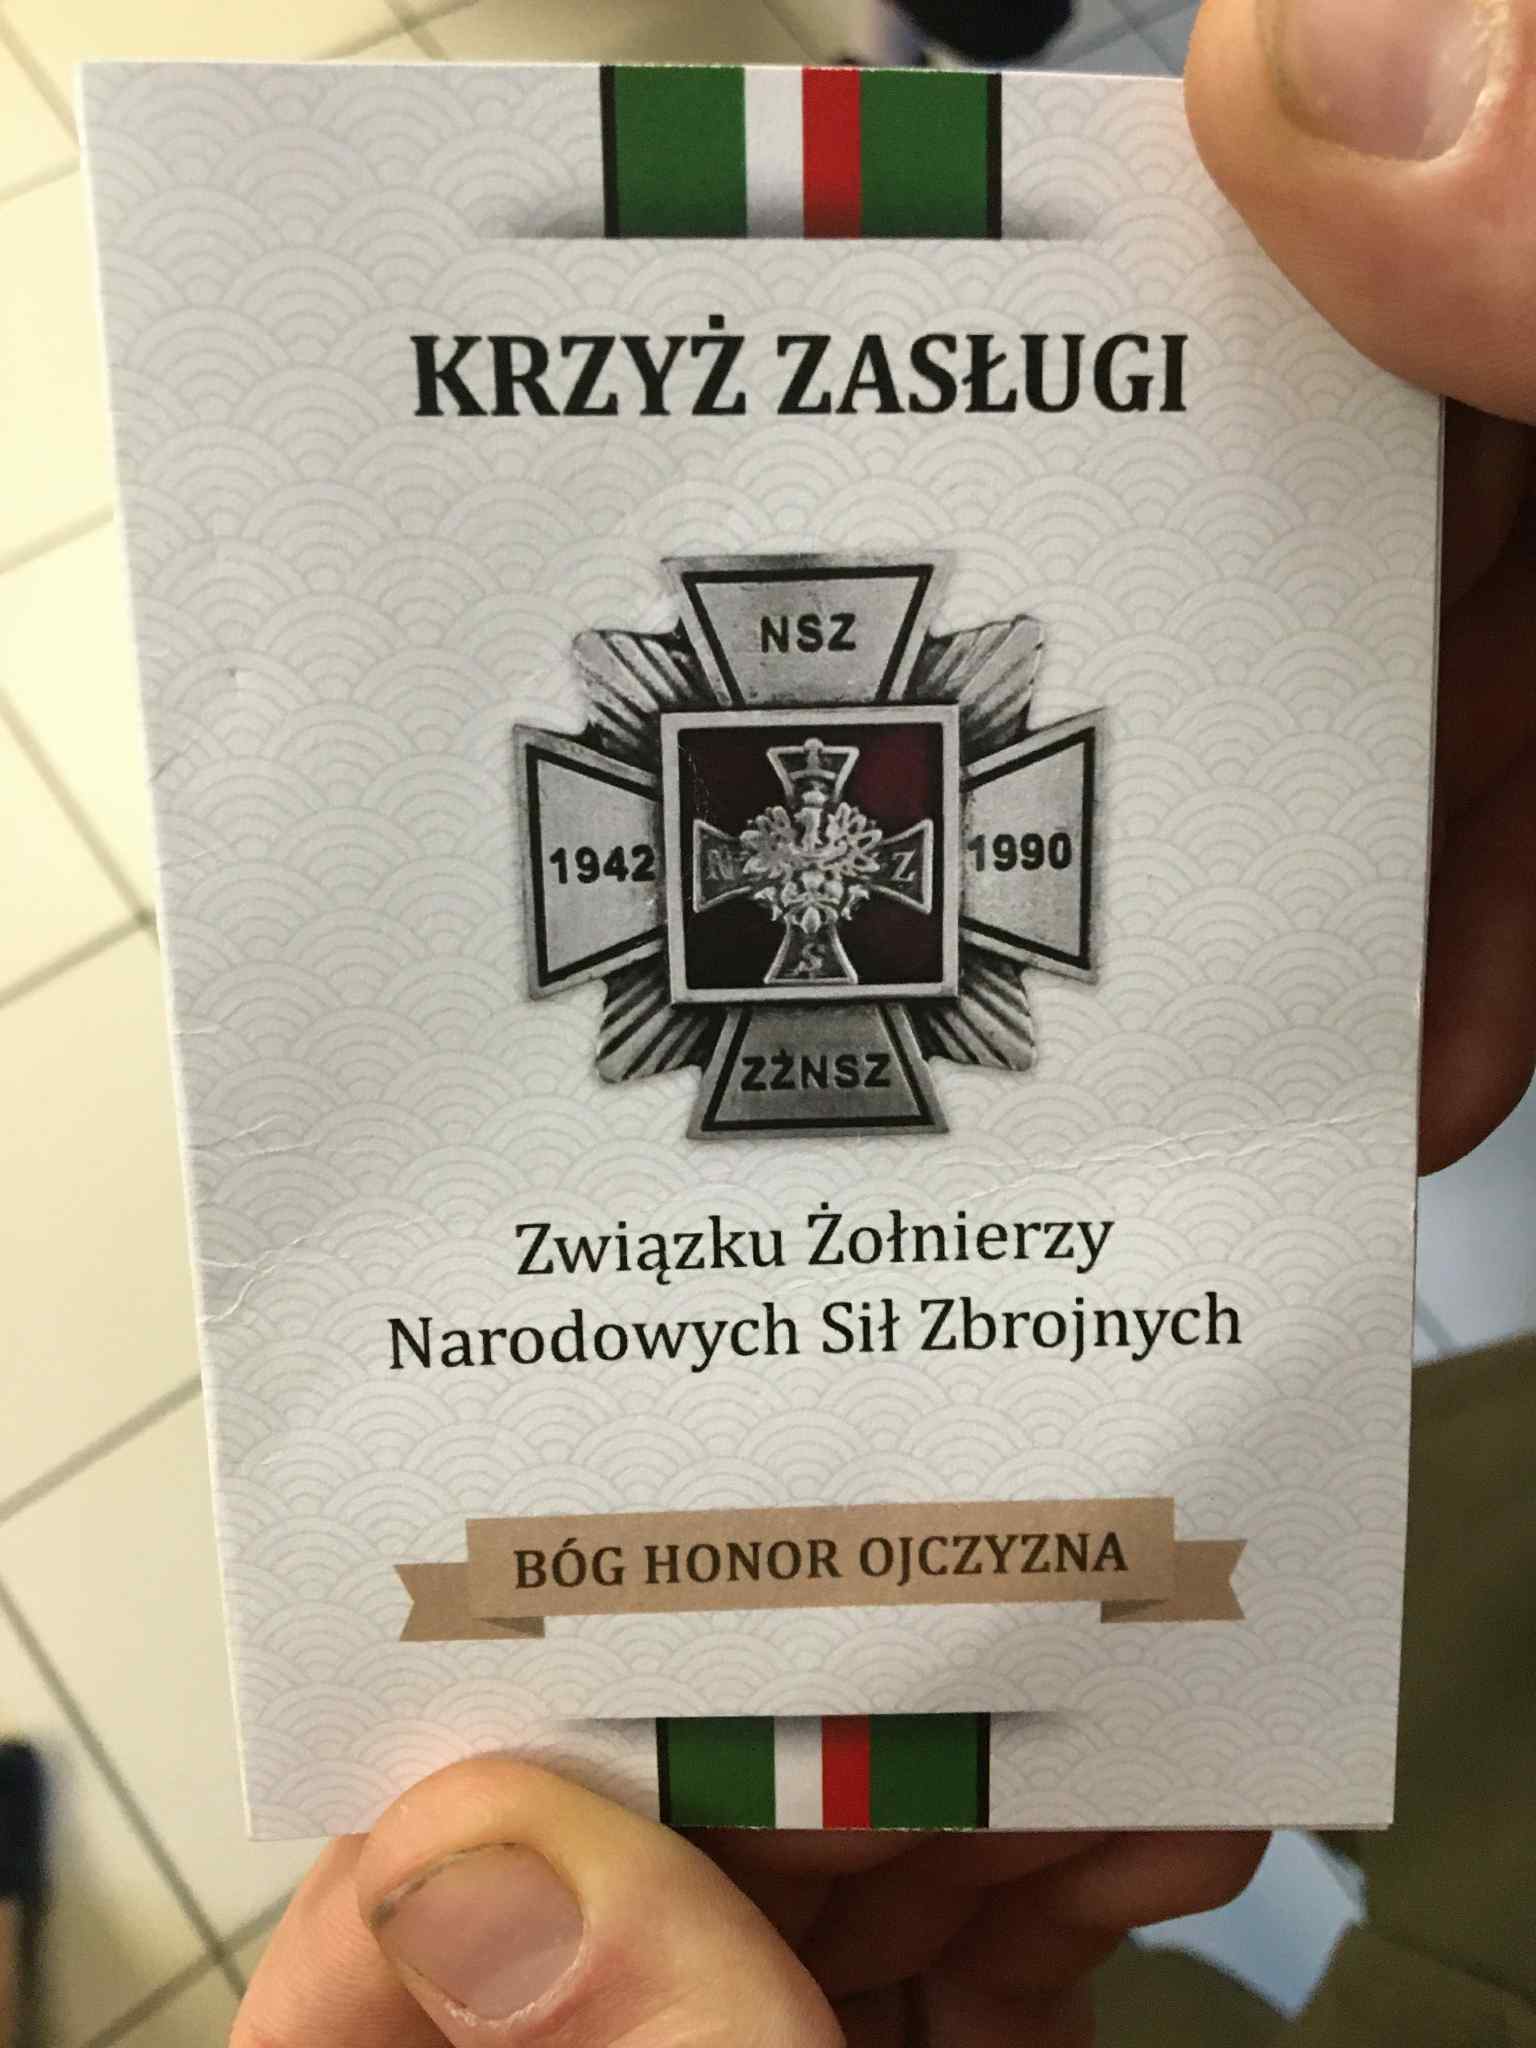 KRZYŻ ZASŁUGI
NSZ
1942
1990
N
Z
S
ZŻNSZ
Związku Żołnierzy
Narodowych Sił Zbrojnych
BÓG HONOR OJCZYZNA